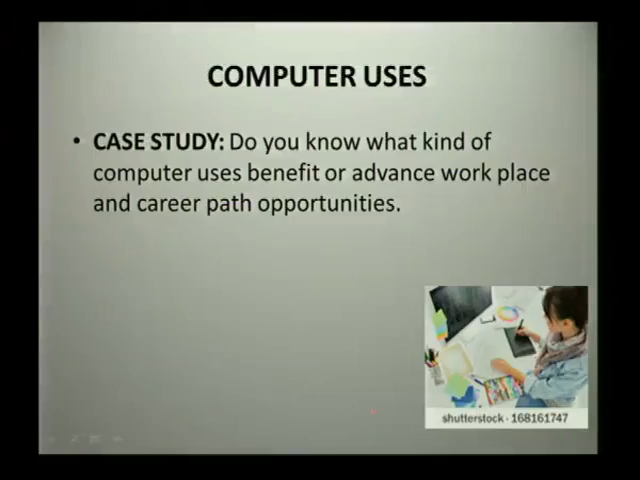 COMPUTER USES
• CASE STUDY: Do you know what kind of
computer uses benefit or advance work place
and career path opportunities.
shutterstock · 168161747